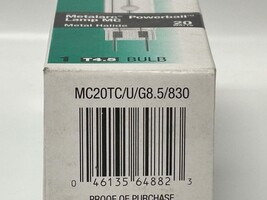 Metalarc Powerball
Lamp MC 20
Metal Halide
1 T4.5 BULB
MC20TC/U/G8.5/830
0 46135 64882 3
PROOF OF PURCHASE